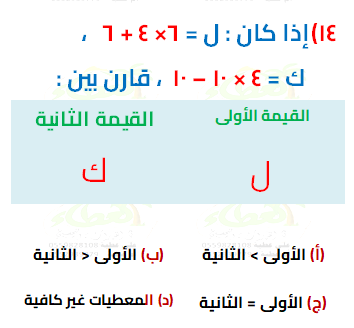 ١٤) إذا كان : ل = ٦ × ٤ + ٦ ،
ك = ٤ × ١٠ – ١٠ ، قارن بين :
القيمة الأولى
القيمة الثانية
ل
ك
(أ) الأولى > الثانية
(ب) الأولى < الثانية
(ج) الأولى = الثانية
(د) المعطيات غير كافية